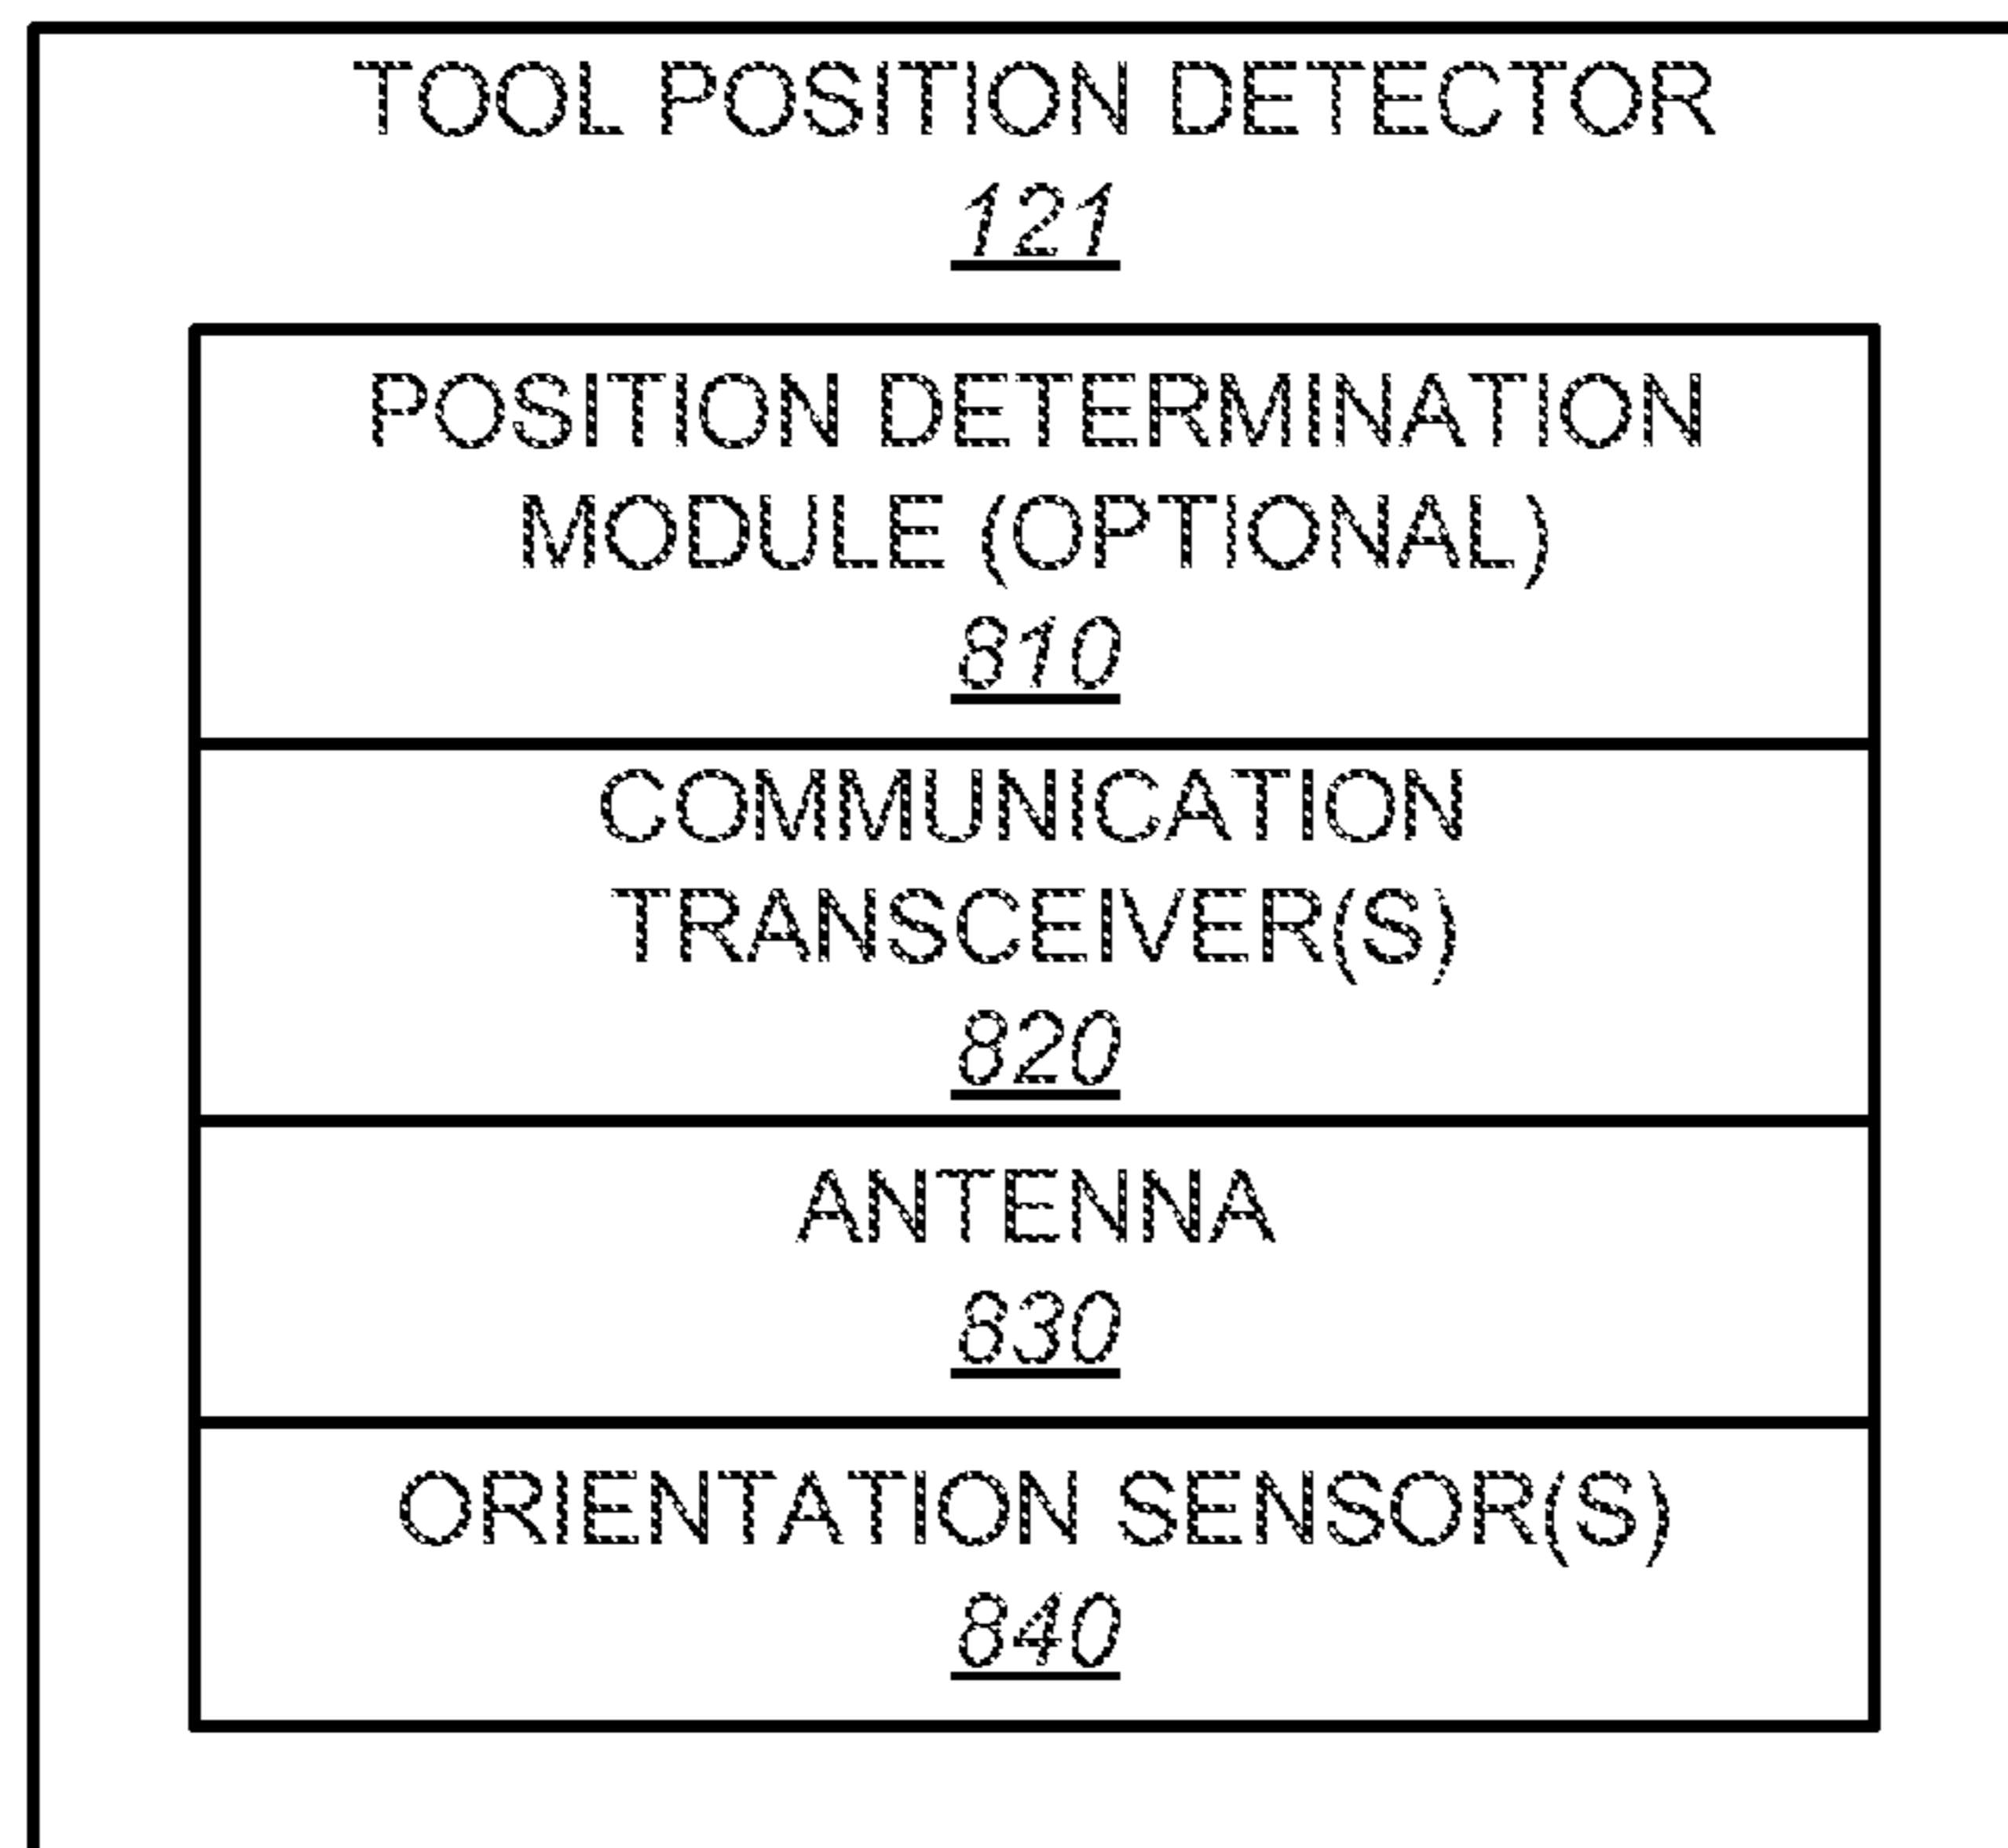 TOOL POSITION DETECTOR
121
POSITION DETERMINATION
MODULE (OPTIONAL)
810
COMMUNICATION
TRANSCEIVER(S)
820
ANTENNA
830
ORIENTATION SENSOR(S)
840